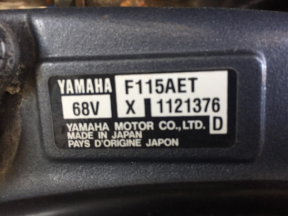 YAMAHA F115AET
68V X 1121376
YAMAHA MOTOR CO.,LTD. D
MADE IN JAPAN
PAYS D'ORIGINE JAPON